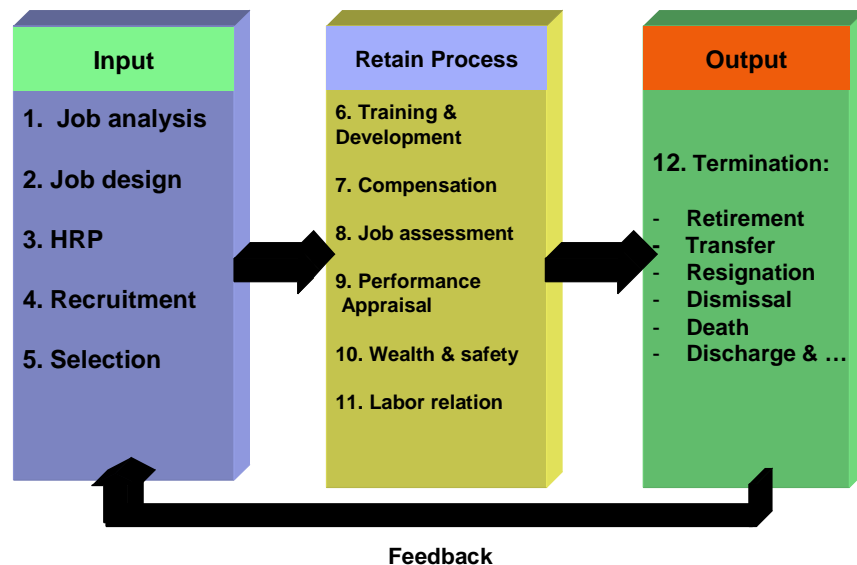 Input
1. Job analysis
2. Job design
3. HRP
4. Recruitment
5. Selection
Retain Process
6. Training &
Development
7. Compensation
8. Job assessment
9. Performance
Appraisal
10. Wealth & safety
11. Labor relation
Output
12. Termination:
- Retirement
- Transfer
- Resignation
- Dismissal
- Death
- Discharge & …
Feedback